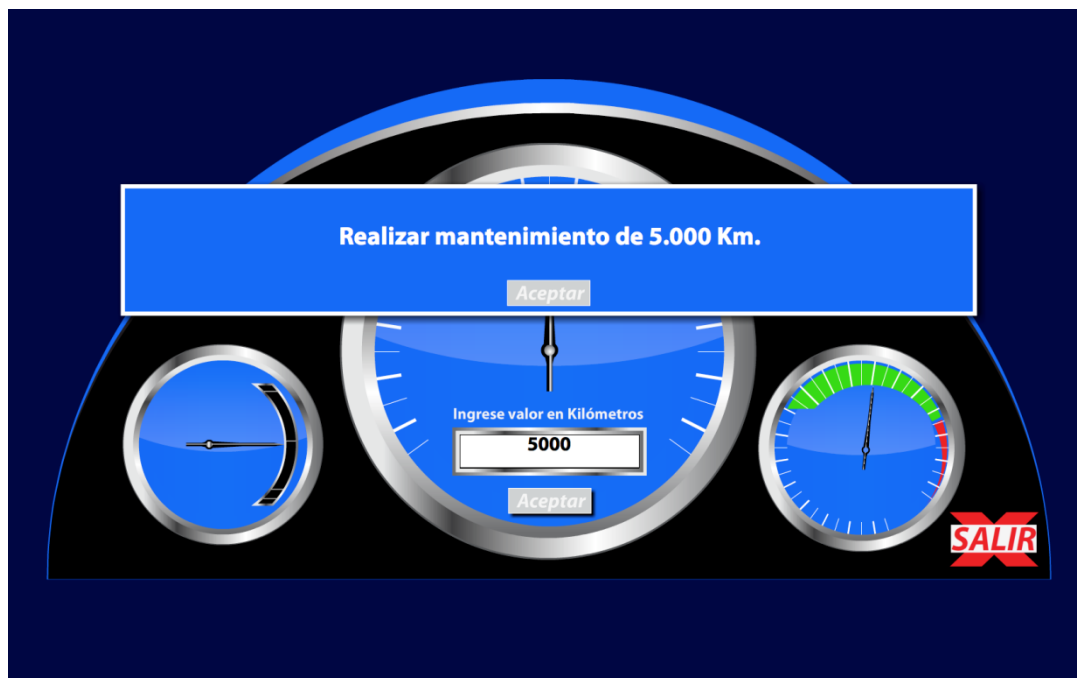 Realizar mantenimiento de 5.000 Km.
Aceptar
Ingrese valor en Kilómetros
5000
Aceptar
SALIR